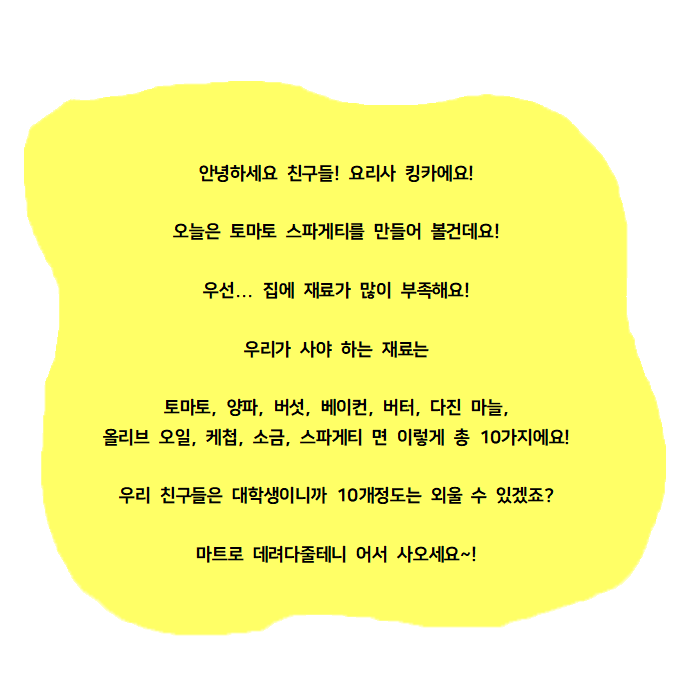 안녕하세요 친구들! 요리사 킹카에요!
오늘은 토마토 스파게티를 만들어 볼건데요!
우선... 집에 재료가 많이 부족해요!
우리가 사야 하는 재료는
토마토, 양파, 버섯, 베이컨, 버터, 다진 마늘,
올리브 오일, 케첩, 소금, 스파게티 면 이렇게 총 10가지에요!
우리 친구들은 대학생이니까 10개정도는 외울 수 있겠죠?
마트로 데려다줄테니 어서 사오세요~!